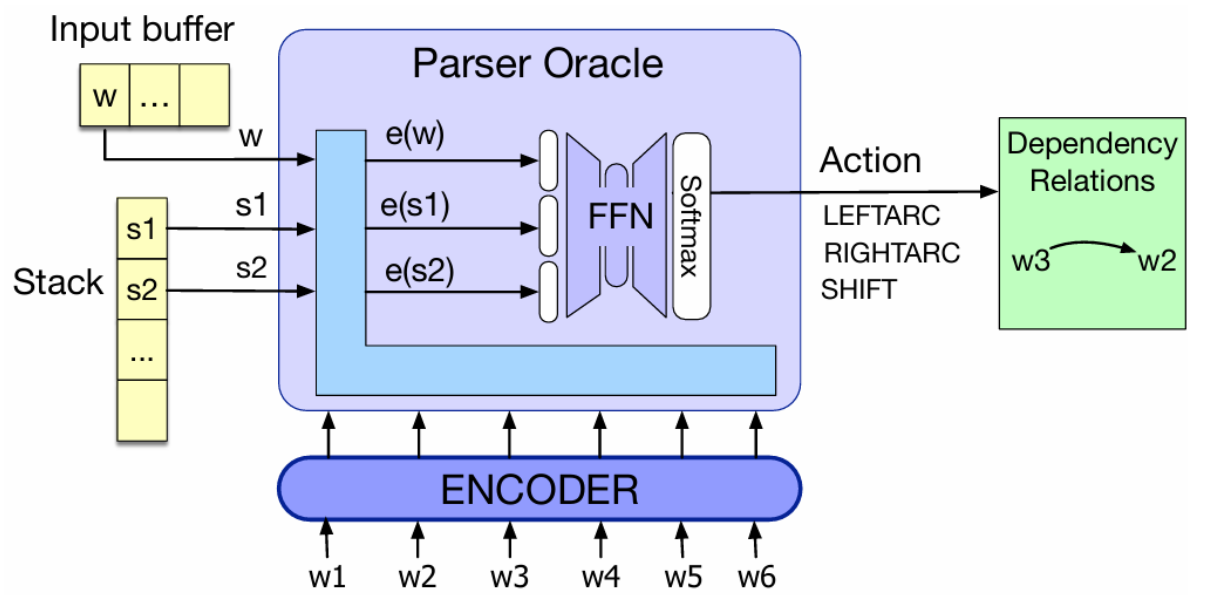 Input buffer
w ...
Parser Oracle
w
e(w)
s1
e(s1)
s2
e(s2)
FFN
Softmax
Stack
s1
s2
...
Action
LEFTARC
RIGHTARC
SHIFT
Dependency
Relations
w3 w2
ENCODER
w1 w2 w3 w4 w5 w6